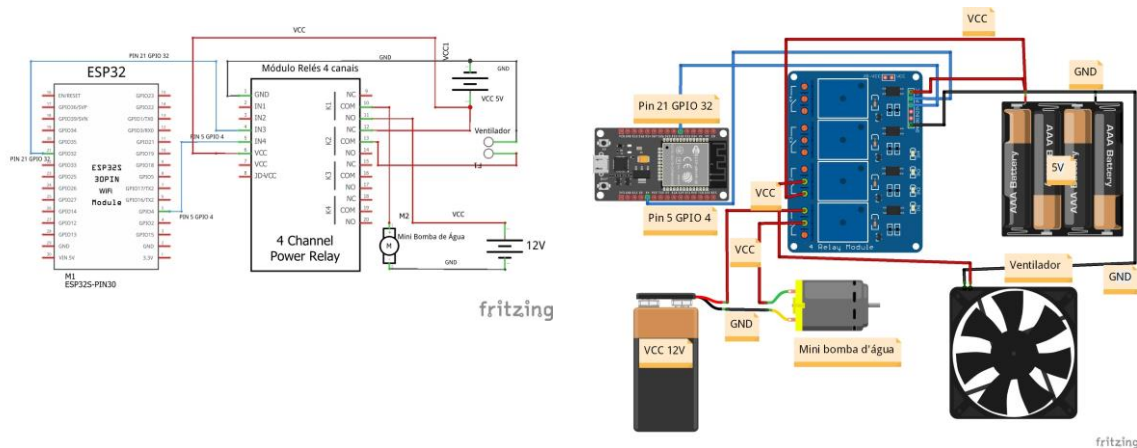 VCC
PIN 21 GPIO 32
GND
VCC1
ESP32
Módulo Relés 4 canais
GND
VCC 5V
EN/RESET
GPIO23
GPIO36/SVP
GPIO22
GPIO39/SVN
GPIO1/TX0
GPIO34
GPIO3/RX0
GPIO35
GPIO21
GPIO32
GPIO19
GPIO33
GPIO18
GPIO25
GPIO5
GPIO26
GPIO17/TX2
GPIO27
GPIO14
GPIO4
GPIO12
GPIO2
GPIO13
GPIO15
GND
GND
VIN 5V
3.3V
PIN 21 GPIO 32
ESP32S
30PIN
WiFi
Module
PIN 5 GPIO 4
PIN 5 GPIO 4
M1
ESP32S-PIN30
GND
IN1
IN2
IN3
IN4
VCC
VCC
JD-VCC
K1
K2
K3
K4
NC
COM
NO
NC
COM
NO
NC
COM
NO
NC
COM
NO
4 Channel
Power Relay
Ventilador
M2
M
Mini Bomba de Água
VCC
12V
GND
fritzing
VCC
GND
Pin 21 GPIO 32
AAA Battery
AAA Battery
5V
VCC
Pin 5 GPIO 4
4 Relay Module
VCC
Ventilador
GND
GND
VCC 12V
Mini bomba d'água
fritzing